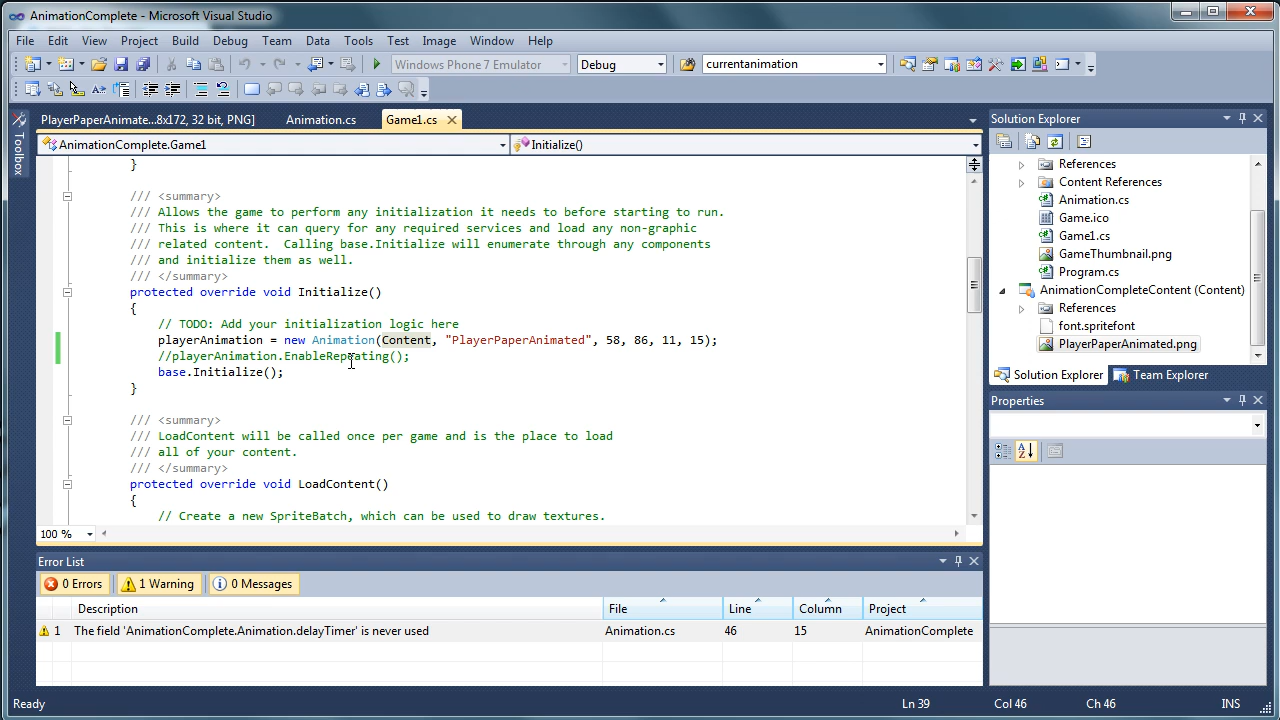 AnimationComplete - Microsoft Visual Studio
File Edit View Project Build Debug Team Data Tools Test Image Window Help
Windows Phone 7 Emulator Debug currentanimation
PlayerPaperAnimate...8x172, 32 bit, PNG] Animation.cs Game1.cs
Toolbox
AnimationComplete.Game1 Initialize()
}
/// <summary>
/// Allows the game to perform any initialization it needs to before starting to run.
/// This is where it can query for any required services and load any non-graphic
/// related content.  Calling base.Initialize will enumerate through any components
/// and initialize them as well.
/// </summary>
protected override void Initialize()
{
// TODO: Add your initialization logic here
playerAnimation = new Animation(Content, "PlayerPaperAnimated", 58, 86, 11, 15);
//playerAnimation.EnableRepeating();
base.Initialize();
}
/// <summary>
/// LoadContent will be called once per game and is the place to load
/// all of your content.
/// </summary>
protected override void LoadContent()
{
// Create a new SpriteBatch, which can be used to draw textures.
100 %
Solution Explorer
References
Content References
Animation.cs
Game.ico
Game1.cs
GameThumbnail.png
Program.cs
AnimationCompleteContent (Content)
References
font.spritefont
PlayerPaperAnimated.png
Solution Explorer Team Explorer
Properties
Error List
0 Errors 1 Warning 0 Messages
Description File Line Column Project
1 The field 'AnimationComplete.Animation.delayTimer' is never used Animation.cs 46 15 AnimationComplete
Ready Ln 39 Col 46 Ch 46 INS